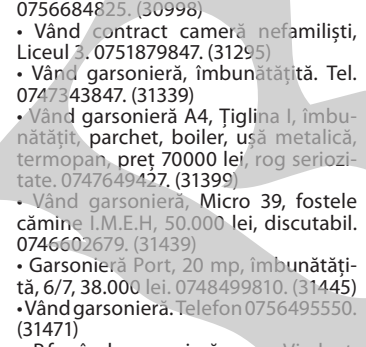 0756684825. (30998)
• Vând contract cameră nefamiliști,
Liceul 3. 0751879847. (31295)
• Vând garsonieră, îmbunătățită. Tel.
0747343847. (31339)
• Vând garsonieră A4, Țiglina I, îmbu-
nătățit, parchet, boiler, ușă metalică,
termopan, preț 70000 lei, rog seriozi-
tate. 0747649427. (31399)
• Vând garsonieră, Micro 39, fostele
cămine I.M.E.H, 50.000 lei, discutabil.
0746602679. (31439)
• Garsonieră Port, 20 mp, îmbunătăți-
tă, 6/7, 38.000 lei. 0748499810. (31445)
• Vând garsonieră. Telefon 0756495550.
(31471)